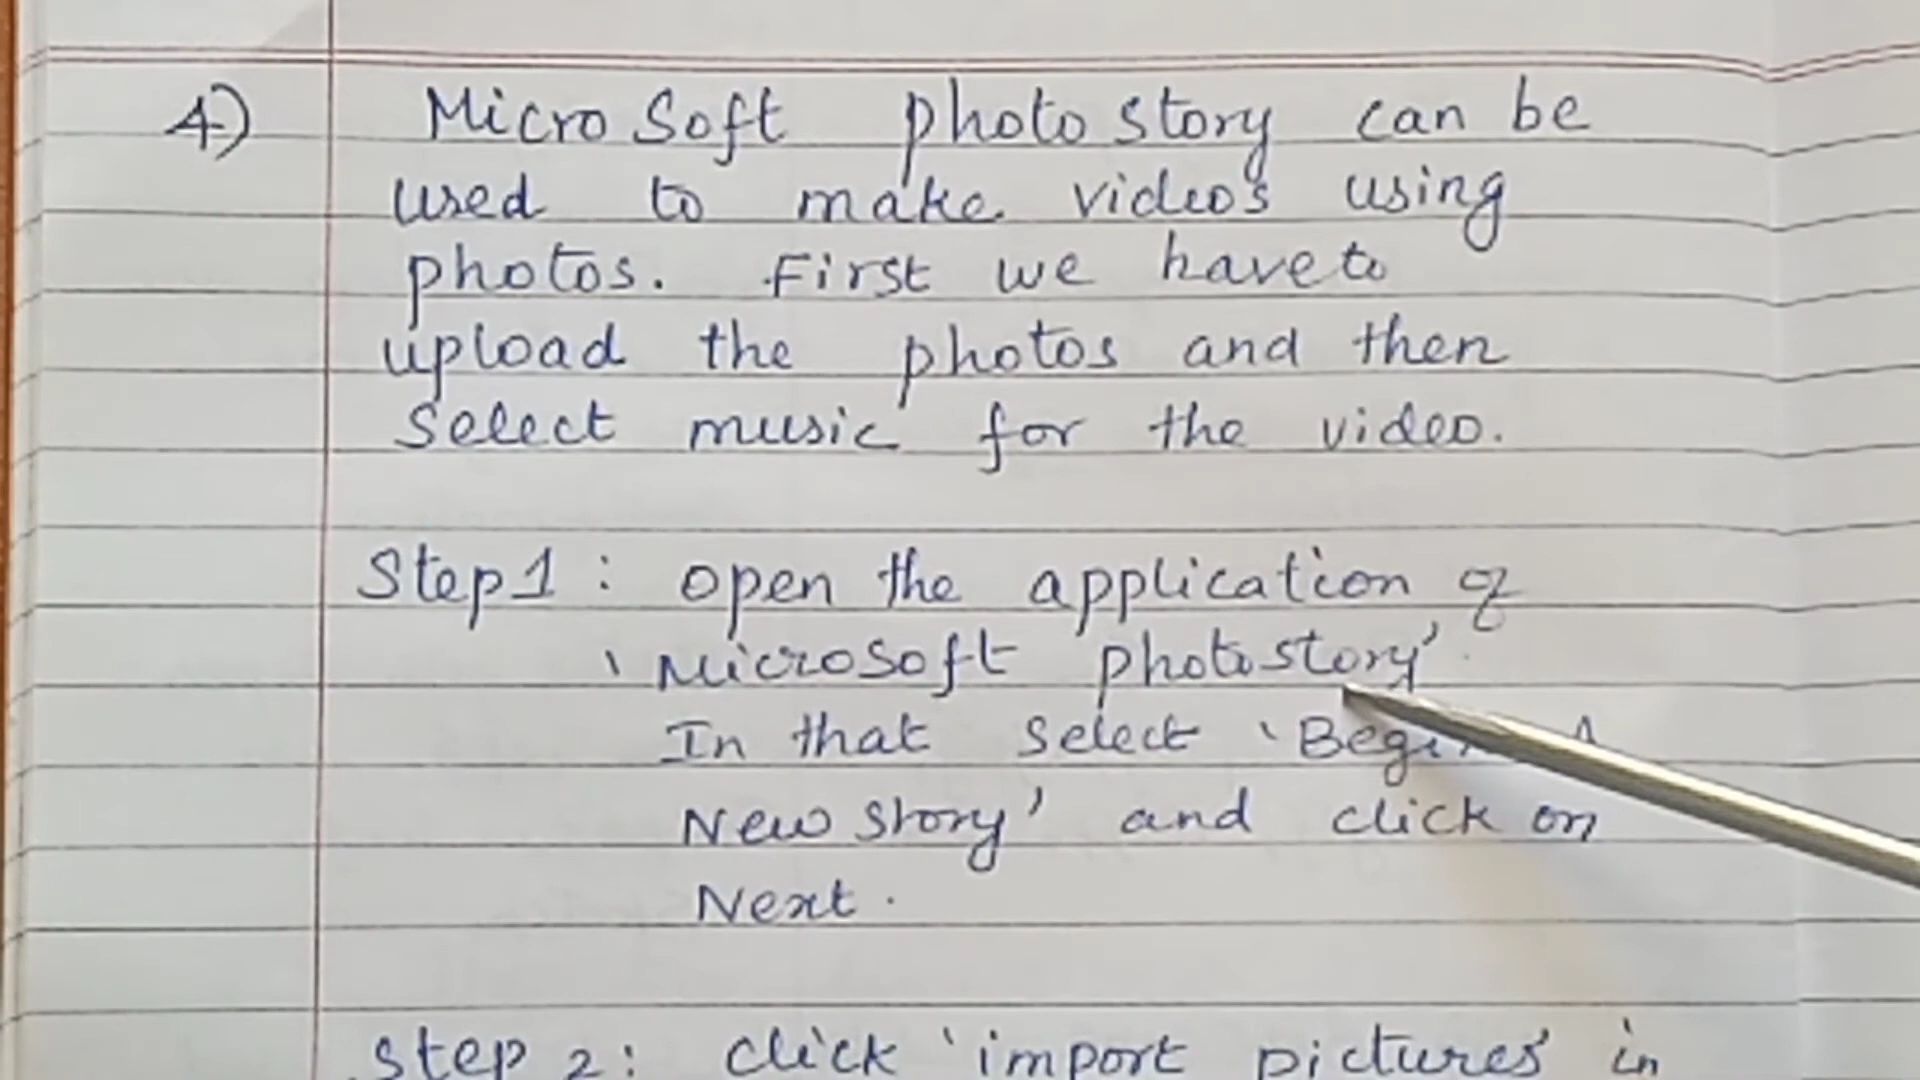 4) Micro Soft photo story can be
used to make videos using
photos. First we have to
upload the photos and then
select music for the video.
Step 1 : open the application of
'Microsoft photostory'.
In that select 'Begin A
New story' and click on
Next.
Step 2 : click 'import pictures' in